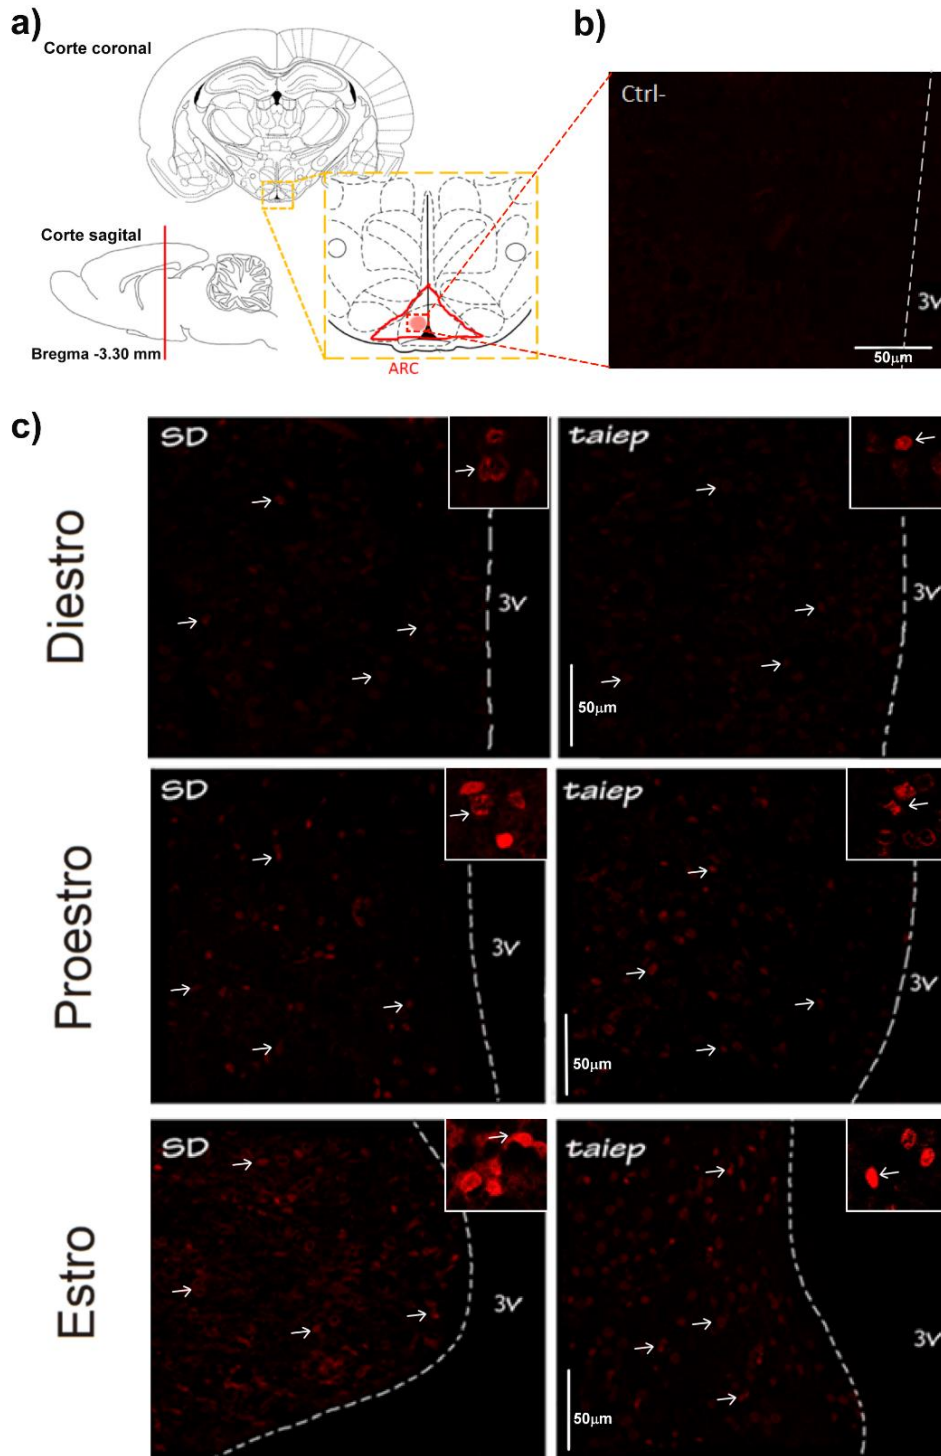 a)
Corte coronal
Corte sagital
Bregma -3.30 mm
ARC
b)
Ctrl-
3v
50µm
c)
Diestro
SD
3v
taiep
3v
50µm
Proestro
SD
3v
taiep
3v
50µm
Estro
SD
3v
taiep
3v
50µm